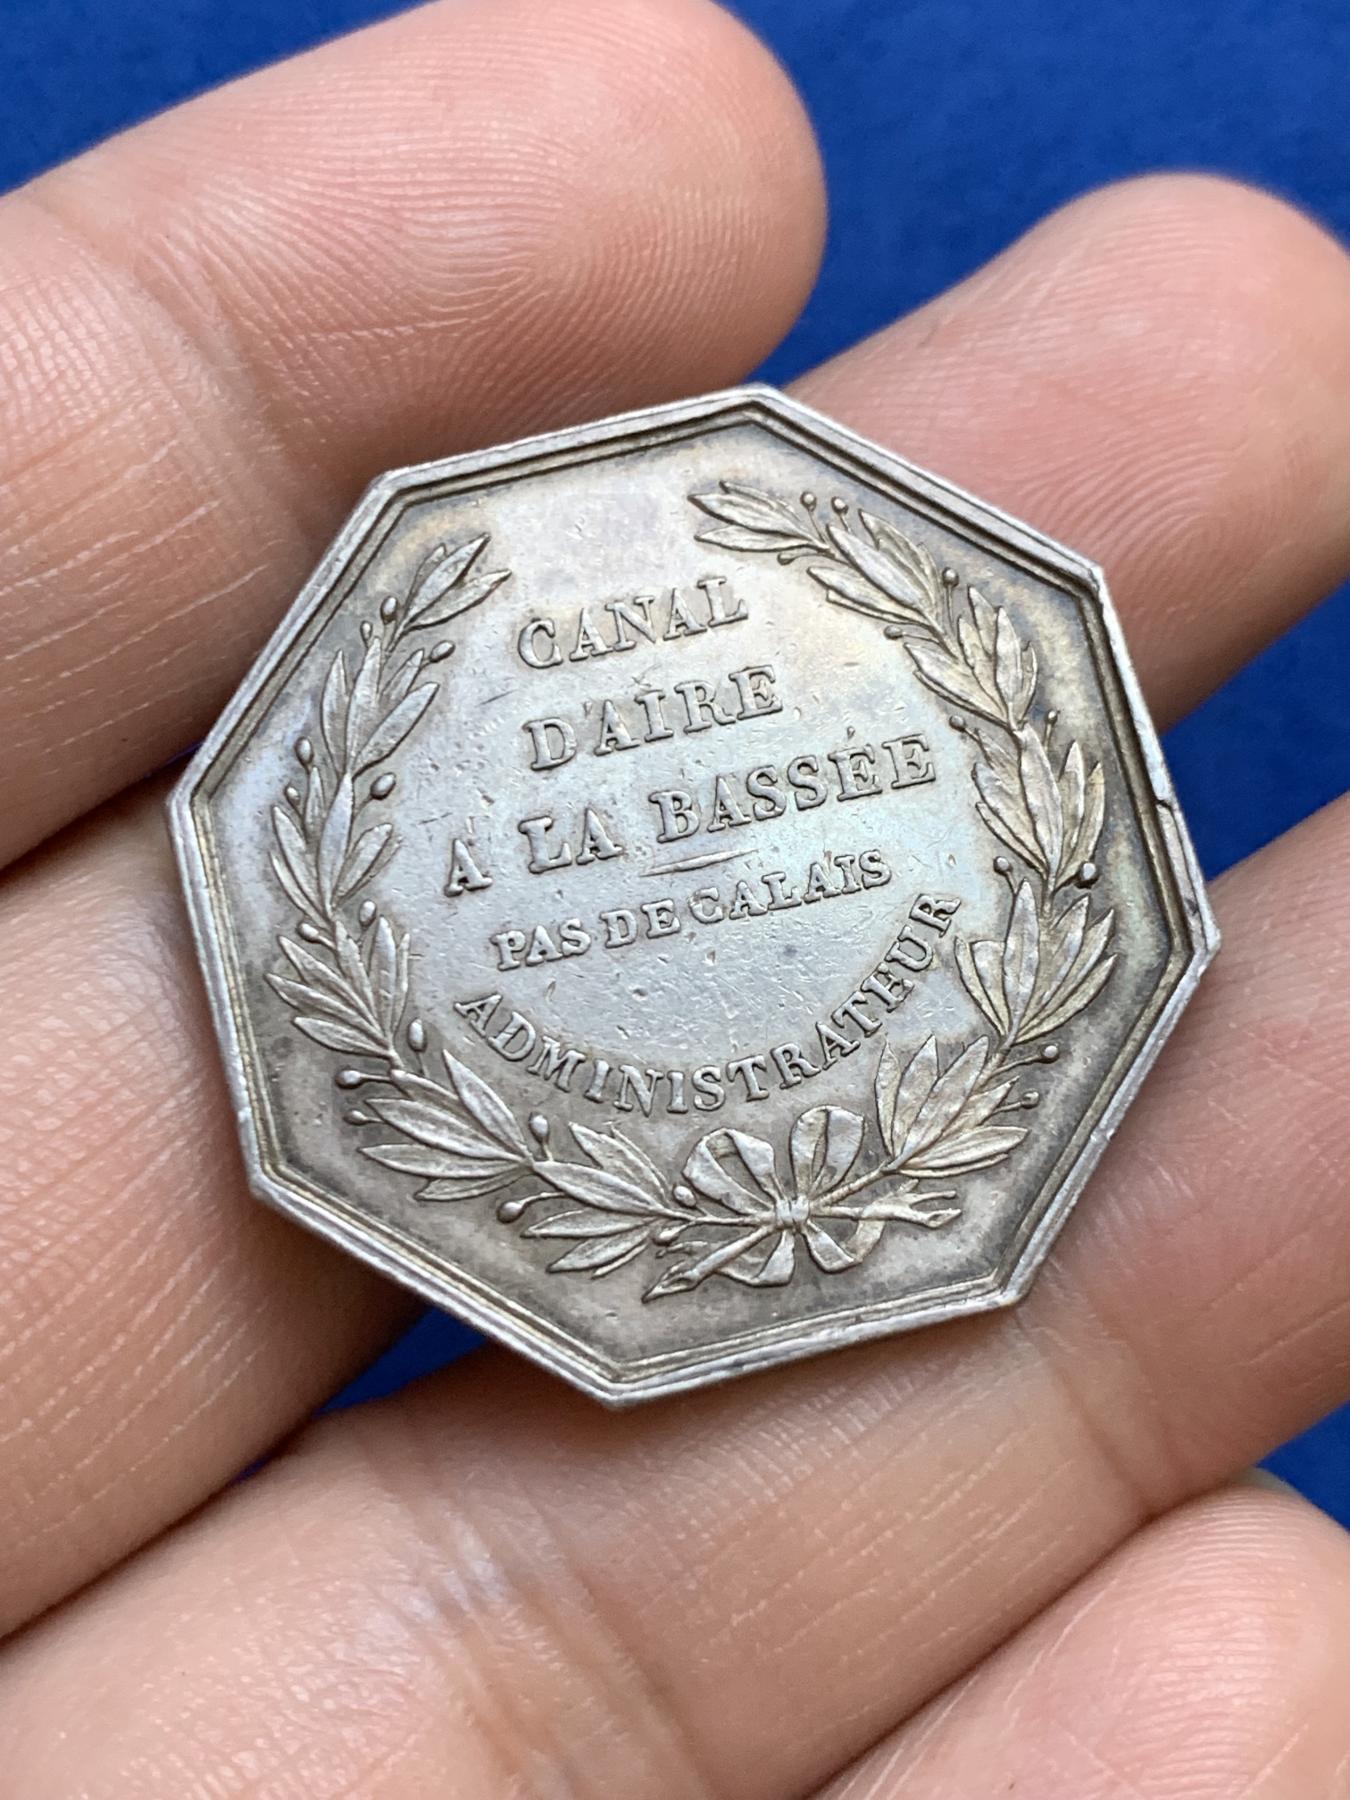 CANAL
D'AIRE
A LA BASSÉE
PAS DE CALAIS
ADMINISTRATEUR